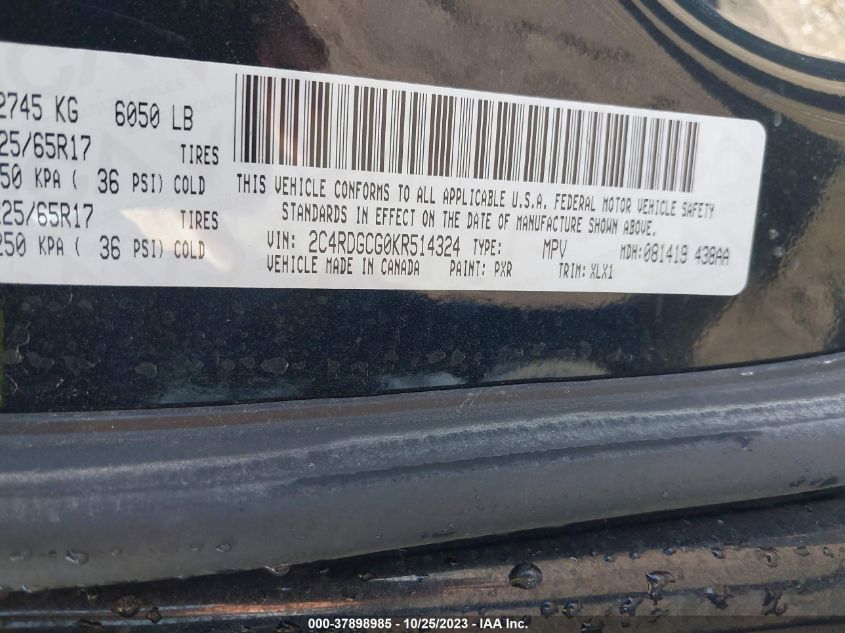 2745 KG 6050 LB
25/65R17 TIRES
50 KPA ( 36 PSI) COLD
225/65R17 TIRES
250 KPA ( 36 PSI) COLD
THIS VEHICLE CONFORMS TO ALL APPLICABLE U.S.A. FEDERAL MOTOR VEHICLE SAFETY
STANDARDS IN EFFECT ON THE DATE OF MANUFACTURE SHOWN ABOVE.
VIN: 2C4RDGCG0KR514324 TYPE: MPV MDH:081419 438AA
VEHICLE MADE IN CANADA PAINT: PXR TRIM: XLX1
000-37898985 - 10/25/2023 - IAAI.com